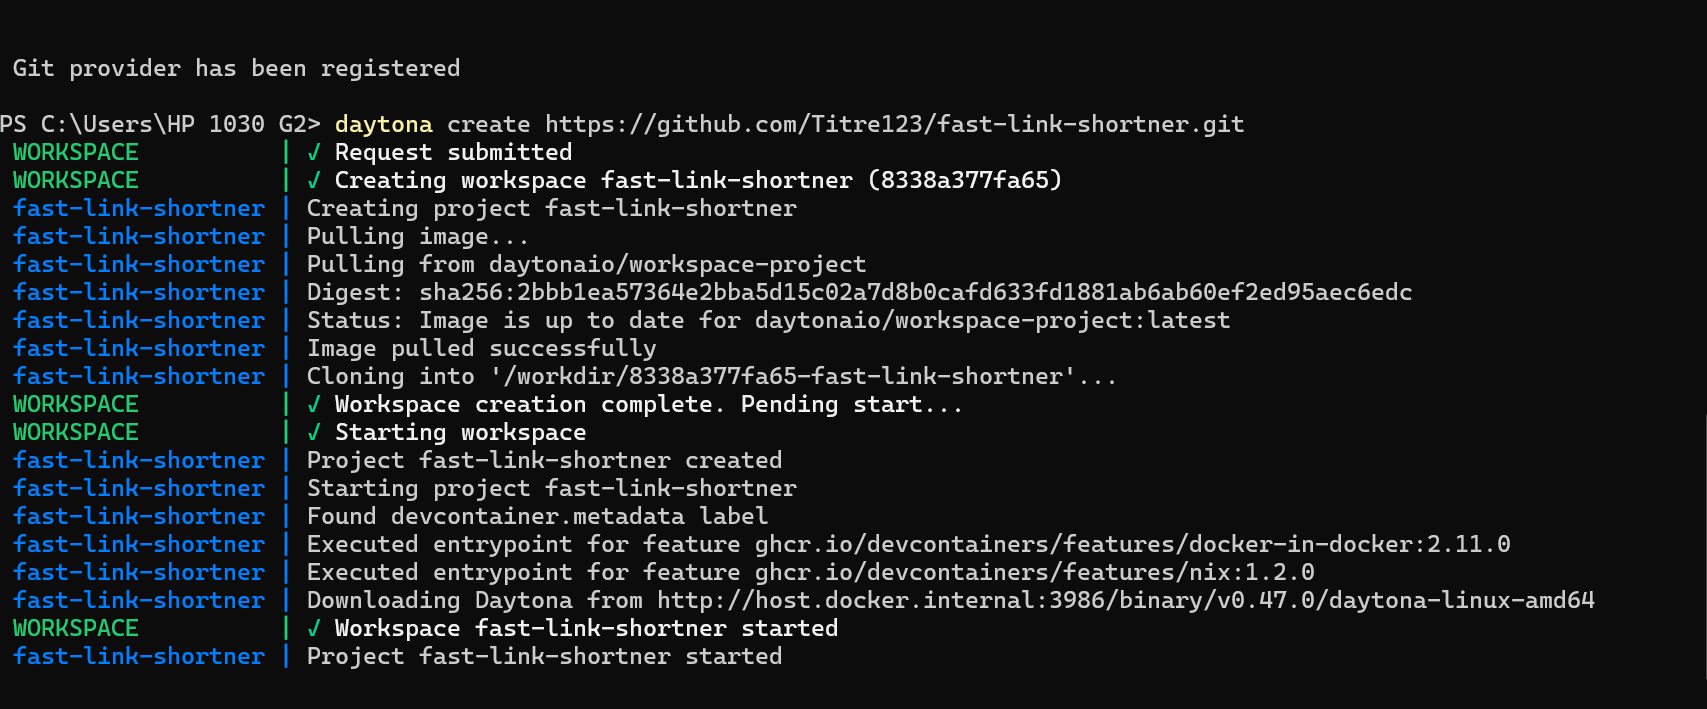 Git provider has been registered
PS C:\Users\HP 1030 G2> daytona create https://github.com/Titre123/fast-link-shortner.git
WORKSPACE | ✓ Request submitted
WORKSPACE | ✓ Creating workspace fast-link-shortner (8338a377fa65)
fast-link-shortner | Creating project fast-link-shortner
fast-link-shortner | Pulling image...
fast-link-shortner | Pulling from daytonaio/workspace-project
fast-link-shortner | Digest: sha256:2bbb1ea57364e2bba5d15c02a7d8b0cafd633fd1881ab6ab60ef2ed95aec6edc
fast-link-shortner | Status: Image is up to date for daytonaio/workspace-project:latest
fast-link-shortner | Image pulled successfully
fast-link-shortner | Cloning into '/workdir/8338a377fa65-fast-link-shortner'...
WORKSPACE | ✓ Workspace creation complete. Pending start...
WORKSPACE | ✓ Starting workspace
fast-link-shortner | Project fast-link-shortner created
fast-link-shortner | Starting project fast-link-shortner
fast-link-shortner | Found devcontainer.metadata label
fast-link-shortner | Executed entrypoint for feature ghcr.io/devcontainers/features/docker-in-docker:2.11.0
fast-link-shortner | Executed entrypoint for feature ghcr.io/devcontainers/features/nix:1.2.0
fast-link-shortner | Downloading Daytona from http://host.docker.internal:3986/binary/v0.47.0/daytona-linux-amd64
WORKSPACE | ✓ Workspace fast-link-shortner started
fast-link-shortner | Project fast-link-shortner started